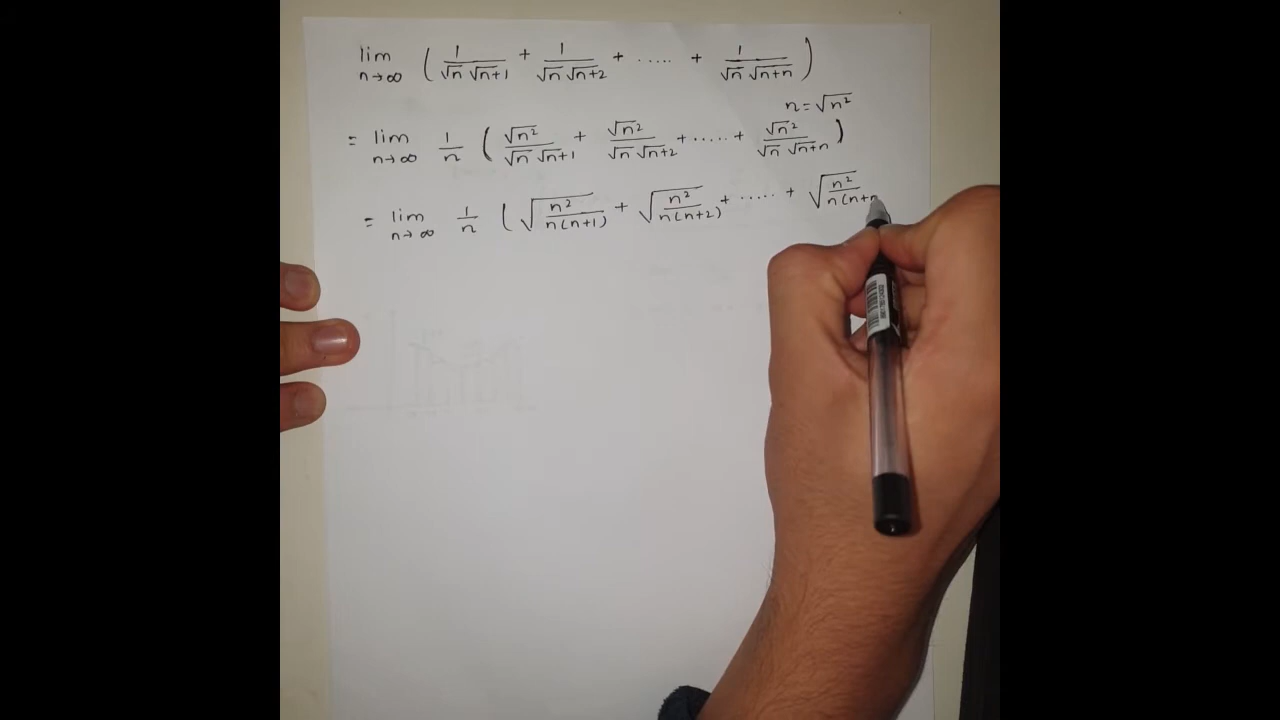 lim n→∞ ( 1/(√n √n+1) + 1/(√n √n+2) + ..... + 1/(√n √n+n) )
n = √n²
= lim n→∞ 1/n ( √n²/(√n √n+1) + √n²/(√n √n+2) + ..... + √n²/(√n √n+n) )
= lim n→∞ 1/n ( √(n²/n(n+1)) + √(n²/n(n+2)) + ..... + √(n²/n(n+n